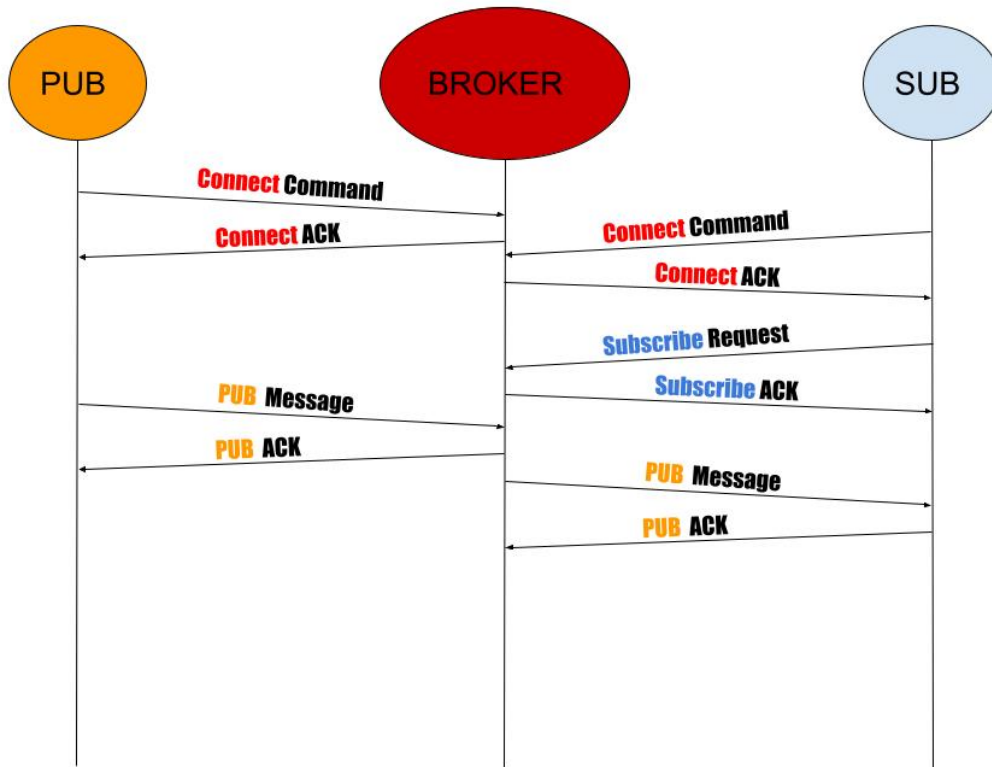 PUB
BROKER
SUB
Connect Command
Connect Command
Connect ACK
Connect ACK
Subscribe Request
Subscribe ACK
PUB Message
PUB ACK
PUB Message
PUB ACK